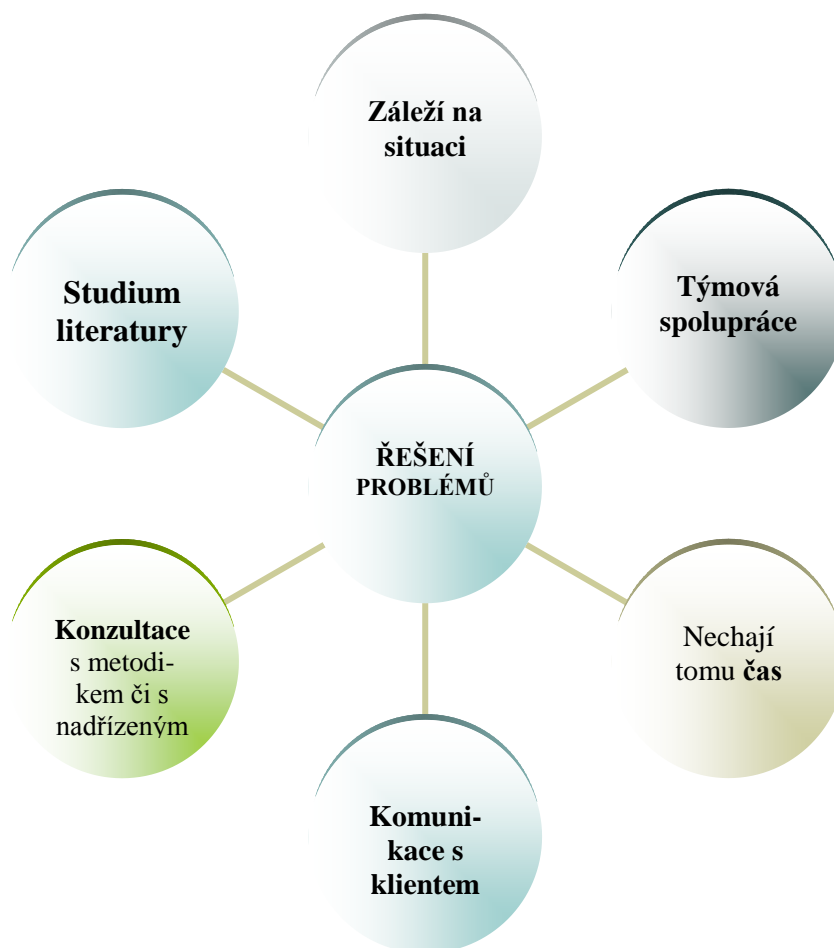 Záleží na
situaci
Studium
literatury
Týmová
spolupráce
ŘEŠENÍ
PROBLÉMŮ
Konzultace
s metodi-
kem či s
nadřízeným
Nechají
tomu čas
Komuni-
kace s
klientem